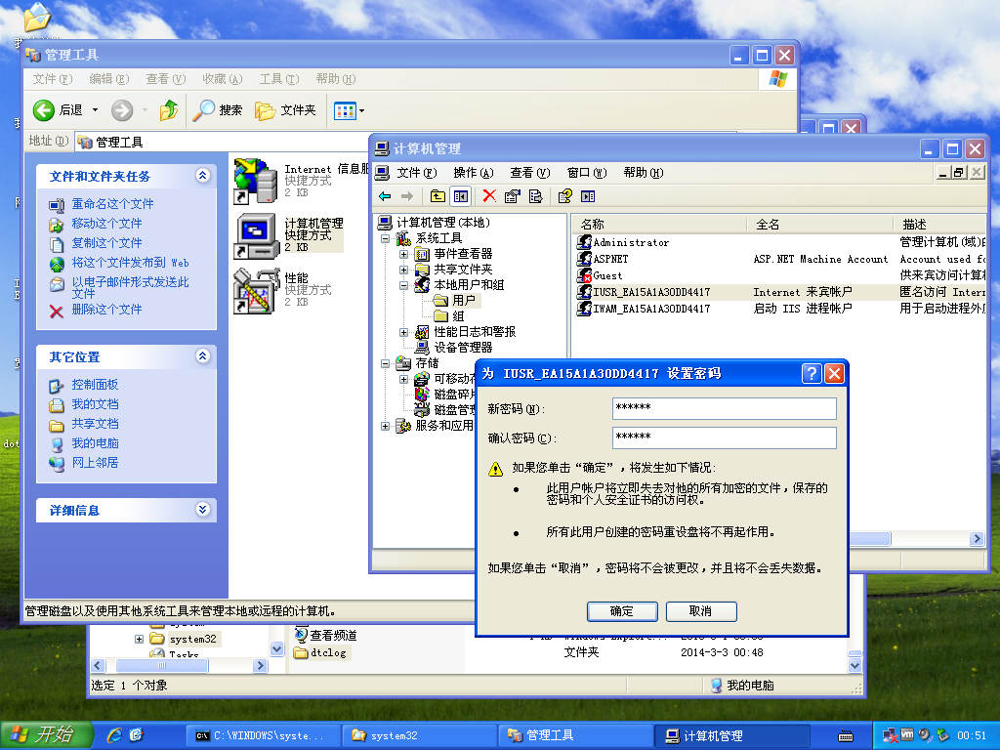 管理工具
文件(F) 编辑(E) 查看(V) 收藏(A) 工具(T) 帮助(H)
后退 搜索 文件夹
地址(D) 管理工具
文件和文件夹任务
重命名这个文件
移动这个文件
复制这个文件
将这个文件发布到 Web
以电子邮件形式发送此
文件
删除这个文件
其它位置
控制面板
我的文档
共享文档
我的电脑
网上邻居
详细信息
Internet 信息服
快捷方式
2 KB
计算机管理
快捷方式
2 KB
性能
快捷方式
2 KB
管理磁盘以及使用其他系统工具来管理本地或远程的计算机。
计算机管理
文件(F) 操作(A) 查看(V) 窗口(W) 帮助(H)
计算机管理(本地)
系统工具
事件查看器
共享文件夹
本地用户和组
用户
组
性能日志和警报
设备管理器
存储
可移动存
磁盘碎片
磁盘管理
服务和应用
名称 全名 描述
Administrator 管理计算机(域)的
ASPNET ASP.NET Machine Account Account used fo
Guest 供来宾访问计算机
IUSR_EA15A1A30DD4417 Internet 来宾帐户 匿名访问 Intern
IWAM_EA15A1A30DD4417 启动 IIS 进程帐户 用于启动进程外应
为 IUSR_EA15A1A30DD4417 设置密码
新密码(N): ******
确认密码(C): ******
如果您单击“确定”，将发生如下情况:
• 此用户帐户将立即失去对他的所有加密的文件，保存的
密码和个人安全证书的访问权。
• 所有此用户创建的密码重设盘将不再起作用。
如果您单击“取消”，密码将不会被更改，并且将不会丢失数据。
确定 取消
system32
Tasks
查看频道
dtclog
文件夹 2014-3-3 00:48
选定 1 个对象 我的电脑
开始 C:\WINDOWS\syste... system32 管理工具 计算机管理 00:51